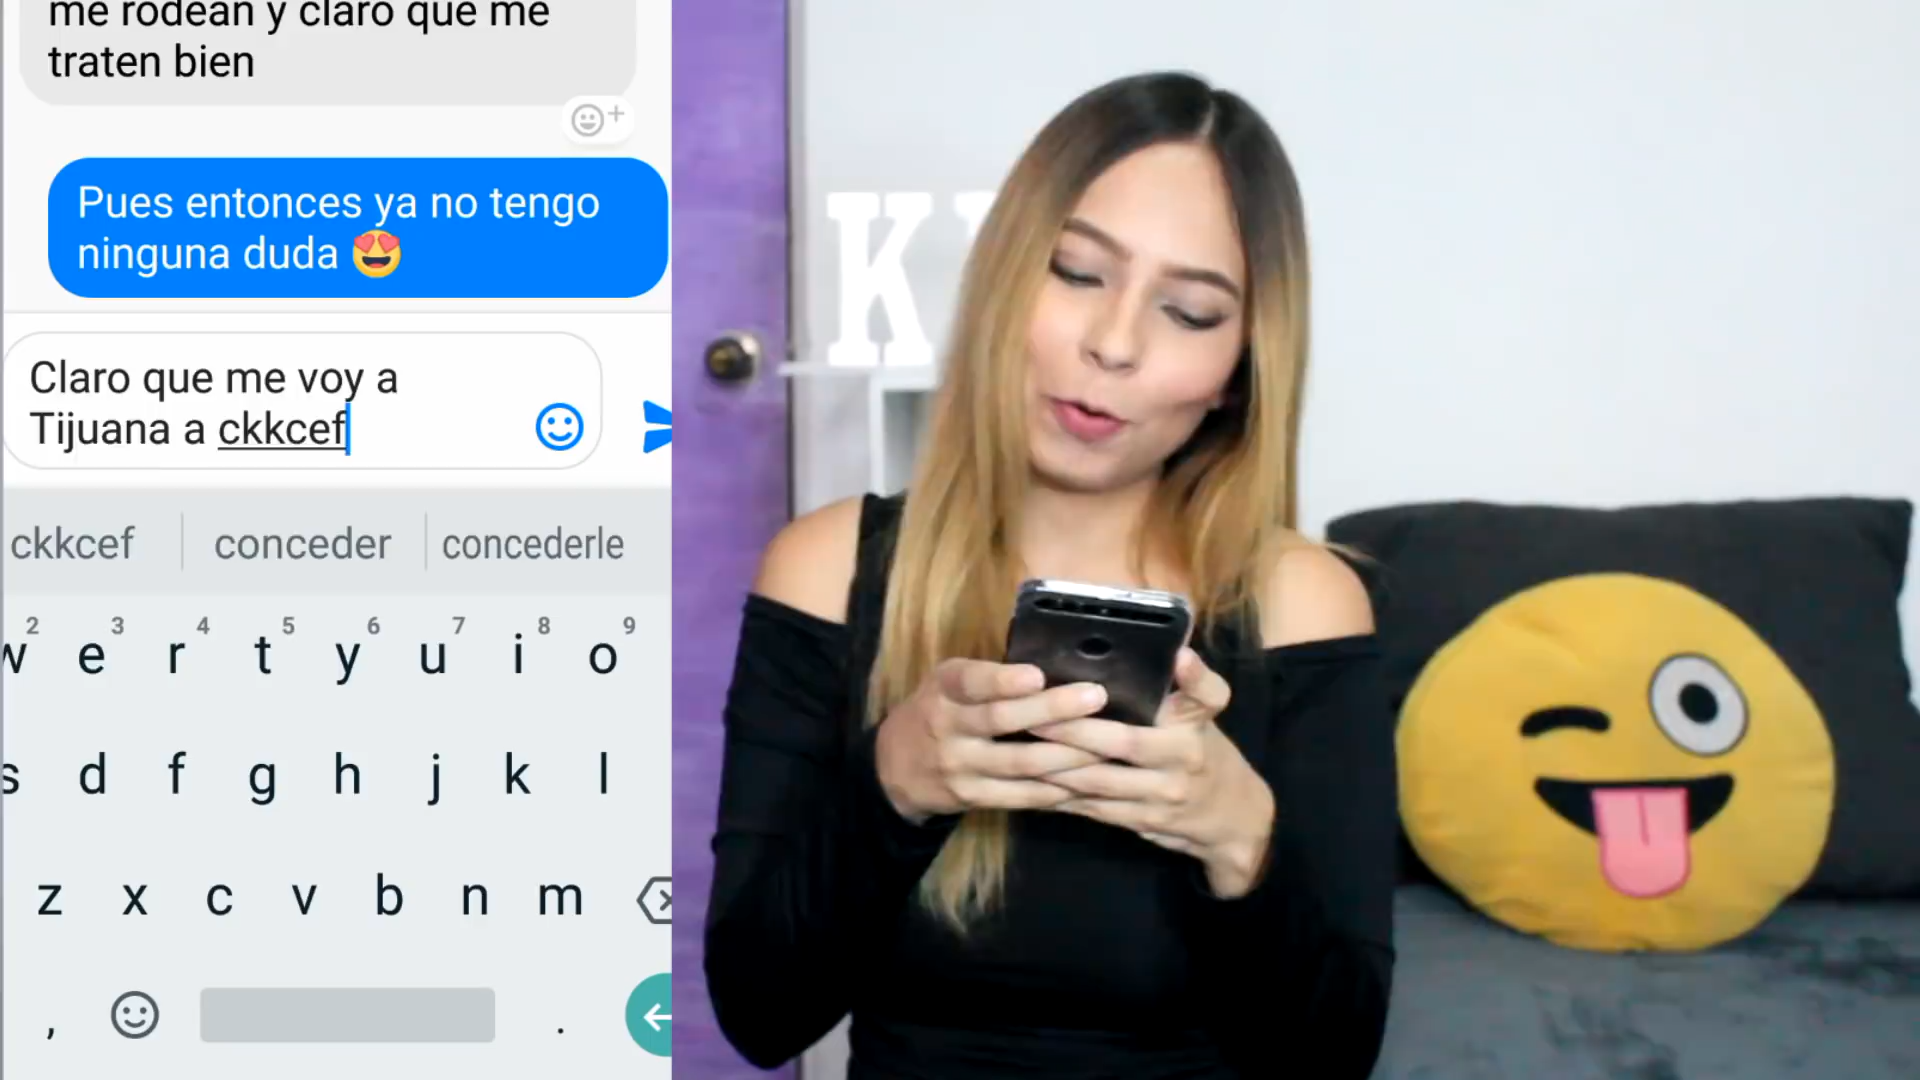 me rodean y claro que me
traten bien
Pues entonces ya no tengo
ninguna duda 😍
Claro que me voy a
Tijuana a ckkcef
ckkcef conceder concederle
2 3 4 5 6 7 8 9
w e r t y u i o
s d f g h j k l
z x c v b n m
, .
K